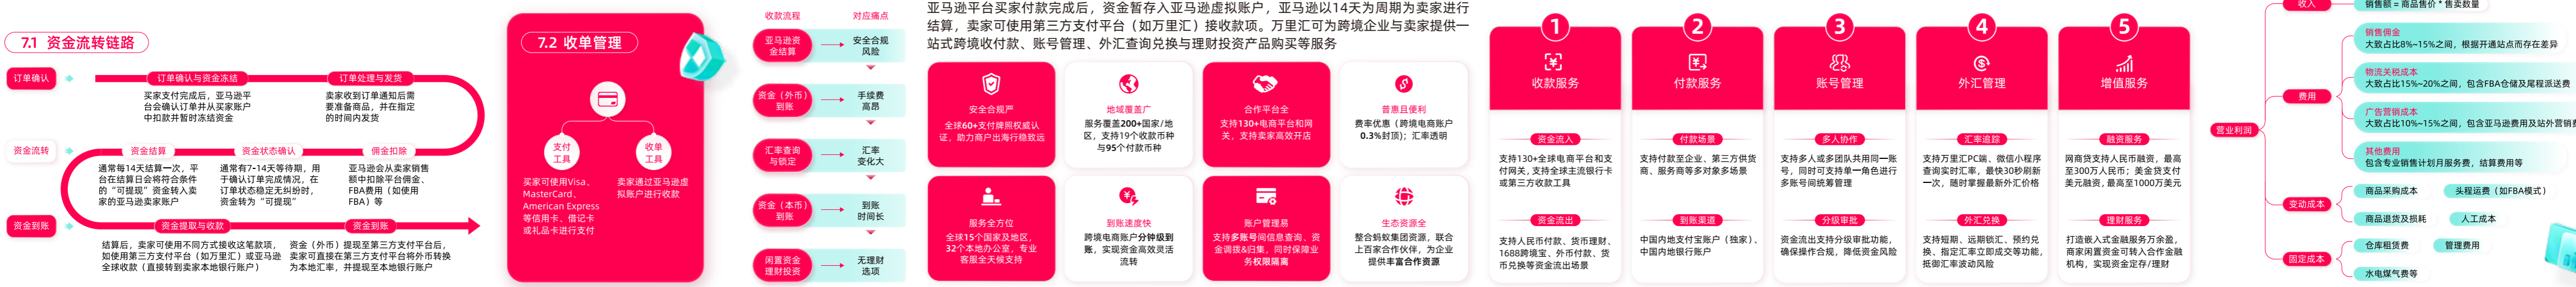 7.1 资金流转链路
订单确认
订单确认与资金冻结
买家支付完成后，亚马逊平
台会确认订单并从买家账户
中扣款并暂时冻结资金
订单处理与发货
卖家收到订单通知后需
要准备商品，并在指定
的时间内发货
资金流转
资金结算
通常每14天结算一次，平
台在结算日会将符合条件
的“可提现”资金转入卖
家的亚马逊卖家账户
资金状态确认
通常有7-14天等待期，用
于确认订单完成情况，在
订单状态稳定无纠纷时，
资金转为“可提现”
佣金扣除
亚马逊会从卖家销售
额中扣除平台佣金、
FBA费用（如使用
FBA）等
资金到账
资金提取与收款
结算后，卖家可使用不同方式接收这笔款项，
如使用第三方支付平台（如万里汇）或亚马逊
全球收款（直接转到卖家本地银行账户）
资金到账
资金（外币）提现至第三方支付平台后，
卖家可直接在第三方支付平台将外币转换
为本地汇率，并提现至本地银行账户
7.2 收单管理
支付
工具
收单
工具
买家可使用Visa、
MasterCard、
American Express
等信用卡、借记卡
或礼品卡进行支付
卖家通过亚马逊虚
拟账户进行收款
收款流程
对应痛点
亚马逊资
金结算
安全合规
风险
资金（外币）
到账
手续费
高昂
汇率查询
与锁定
汇率
变化大
资金（本币）
到账
到账
时间长
闲置资金
理财投资
无理财
选项
亚马逊平台买家付款完成后，资金暂存入亚马逊虚拟账户，亚马逊以14天为周期为卖家进行
结算，卖家可使用第三方支付平台（如万里汇）接收款项。万里汇可为跨境企业与卖家提供一
站式跨境收付款、账号管理、外汇查询兑换与理财投资产品购买等服务
安全合规严
全球60+支付牌照权威认
证，助力商户出海行稳致远
地域覆盖广
服务覆盖200+国家/地
区，支持19个收款币种
与95个付款币种
合作平台全
支持130+电商平台和网
关，支持卖家高效开店
普惠且便利
费率优惠（跨境电商账户
0.3%封顶）；汇率透明
服务全方位
全球15个国家及地区，
32个本地办公室，专业
客服全天候支持
到账速度快
跨境电商账户分钟级到
账，实现资金高效灵活
流转
账户管理易
支持多账号间信息查询、资
金调拨&归集，同时保障业
务权限隔离
生态资源全
整合蚂蚁集团资源，联合
上百家合作伙伴，为企业
提供丰富合作资源
1
收款服务
资金流入
支持130+全球电商平台和支
付网关，支持全球主流银行卡
或第三方收款工具
资金流出
支持人民币付款、货币理财、
1688跨境宝、外币付款、货
币兑换等资金流出场景
2
付款服务
付款场景
支持付款至企业、第三方供货
商、服务商等多对象多场景
到账渠道
中国内地支付宝账户（独家）、
中国内地银行账户
3
账号管理
多人协作
支持多人或多团队共用同一账
号，同时可支持单一角色进行
多账号间统筹管理
分级审批
资金流出支持分级审批功能，
确保操作合规，降低资金风险
4
外汇管理
汇率追踪
支持万里汇PC端、微信小程序
查询实时汇率，最快30秒刷新
一次，随时掌握最新外汇价格
外汇兑换
支持短期、远期锁汇、预约兑
换、指定汇率立即成交等功能，
抵御汇率波动风险
5
增值服务
融资服务
网商贷支持人民币融资，最高
至300万人民币；美金贷支付
美元融资，最高至1000万美元
理财服务
打造嵌入式金融服务万余盈，
商家闲置资金可转入合作金融
机构，实现资金定存/理财
营业利润
收入
销售额 = 商品售价 * 售卖数量
费用
销售佣金
大致占比8%~15%之间，根据开通站点而存在差异
物流关税成本
大致占比15%~20%之间，包含FBA仓储及尾程派送费
广告营销成本
大致占比10%~15%之间，包含亚马逊费用及站外营销费
其他费用
包含专业销售计划月服务费，结算费用等
变动成本
商品采购成本
头程运费（如FBA模式）
商品退货及损耗
人工成本
固定成本
仓库租赁费
管理费用
水电煤气费等